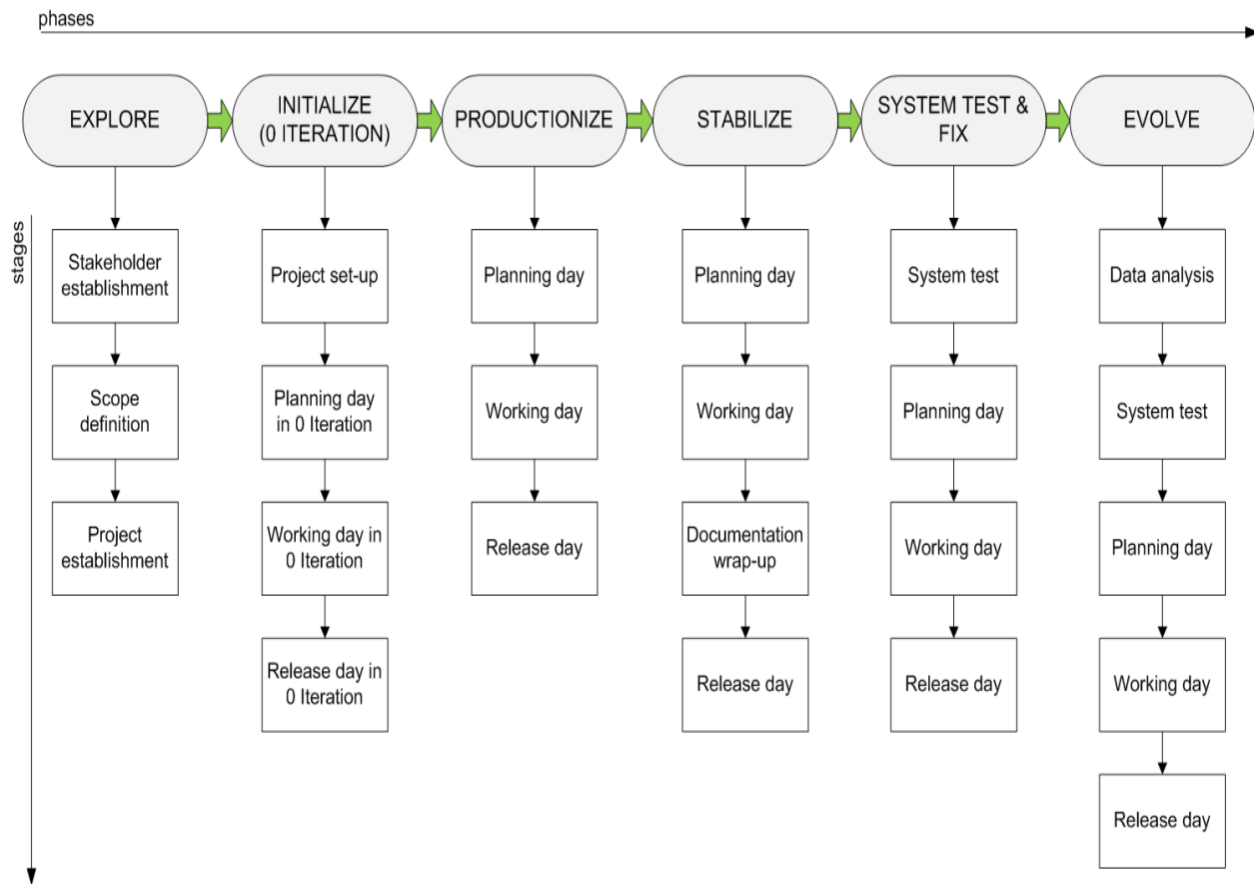 phases
EXPLORE
INITIALIZE
(0 ITERATION)
PRODUCTIONIZE
STABILIZE
SYSTEM TEST &
FIX
EVOLVE
stages
Stakeholder
establishment
Project set-up
Planning day
Planning day
System test
Data analysis
Scope
definition
Planning day
in 0 Iteration
Working day
Working day
Planning day
System test
Project
establishment
Working day in
0 Iteration
Release day
Documentation
wrap-up
Working day
Planning day
Release day in
0 Iteration
Release day
Release day
Working day
Release day